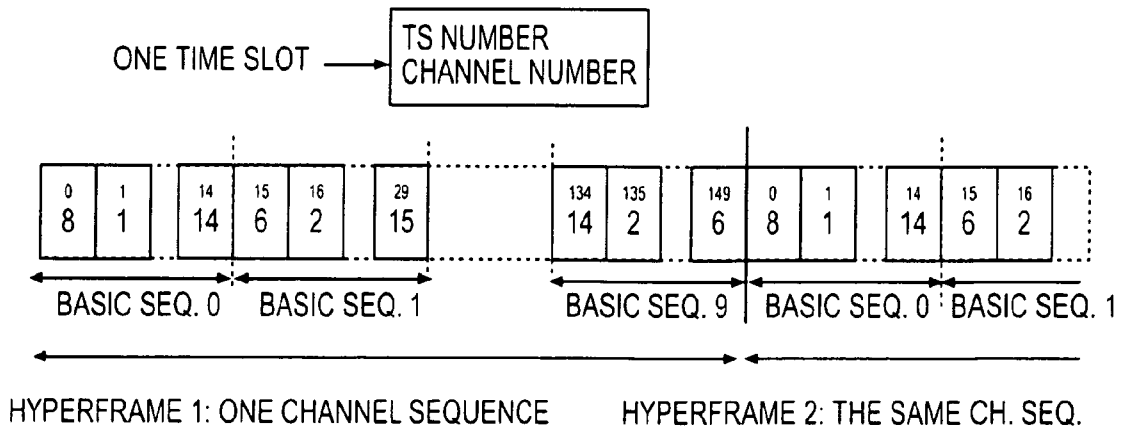 TS NUMBER
ONE TIME SLOT
CHANNEL NUMBER
0 1 14 15 16 29 134 135 149 0 1 14 15 16
8 1 14 6 2 15 14 2 6 8 1 14 6 2
BASIC SEQ. 0 BASIC SEQ. 1 BASIC SEQ. 9 BASIC SEQ. 0 BASIC SEQ. 1
HYPERFRAME 1: ONE CHANNEL SEQUENCE HYPERFRAME 2: THE SAME CH. SEQ.